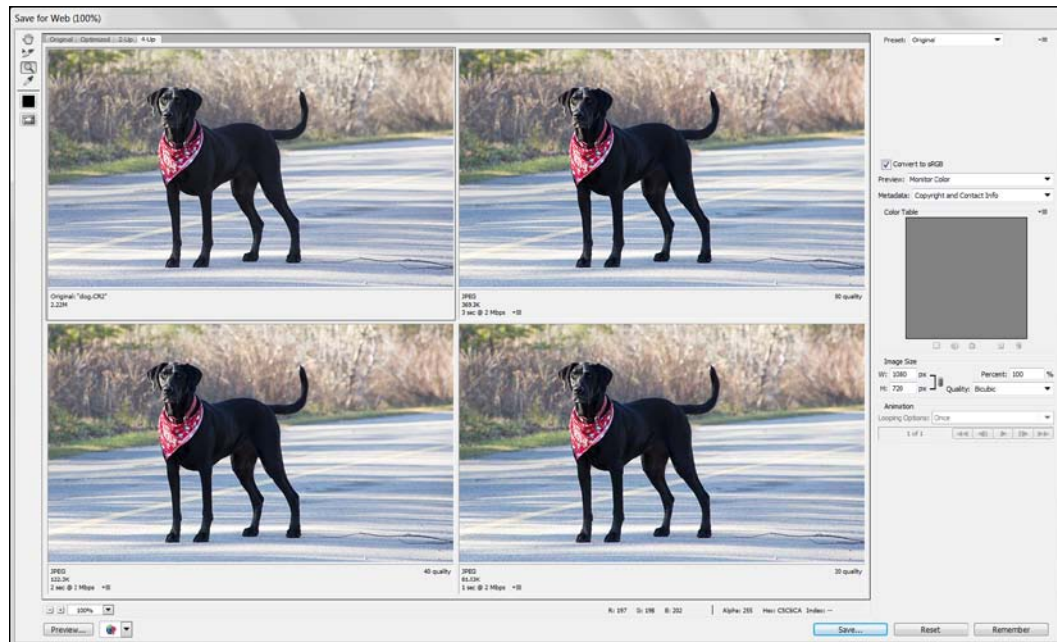 Save for Web (100%)
Original Optimized 2-Up 4-Up
Preset: Original
Convert to sRGB
Preview: Monitor Color
Metadata: Copyright and Contact Info
Color Table
Original: "dog.CR2"
2.22M
JPEG 80 quality
369.3K
3 sec @ 2 Mbps
Image Size
W: 1080 px Percent: 100 %
H: 720 px Quality: Bicubic
Animation
Looping Options: Once
1 of 1
JPEG 40 quality
122.3K
2 sec @ 2 Mbps
JPEG 20 quality
1 sec @ 2 Mbps
100%
R: 197 G: 198 B: 202 Alpha: 255 Hex: C5C6CA Index: --
Preview... Save... Reset Remember